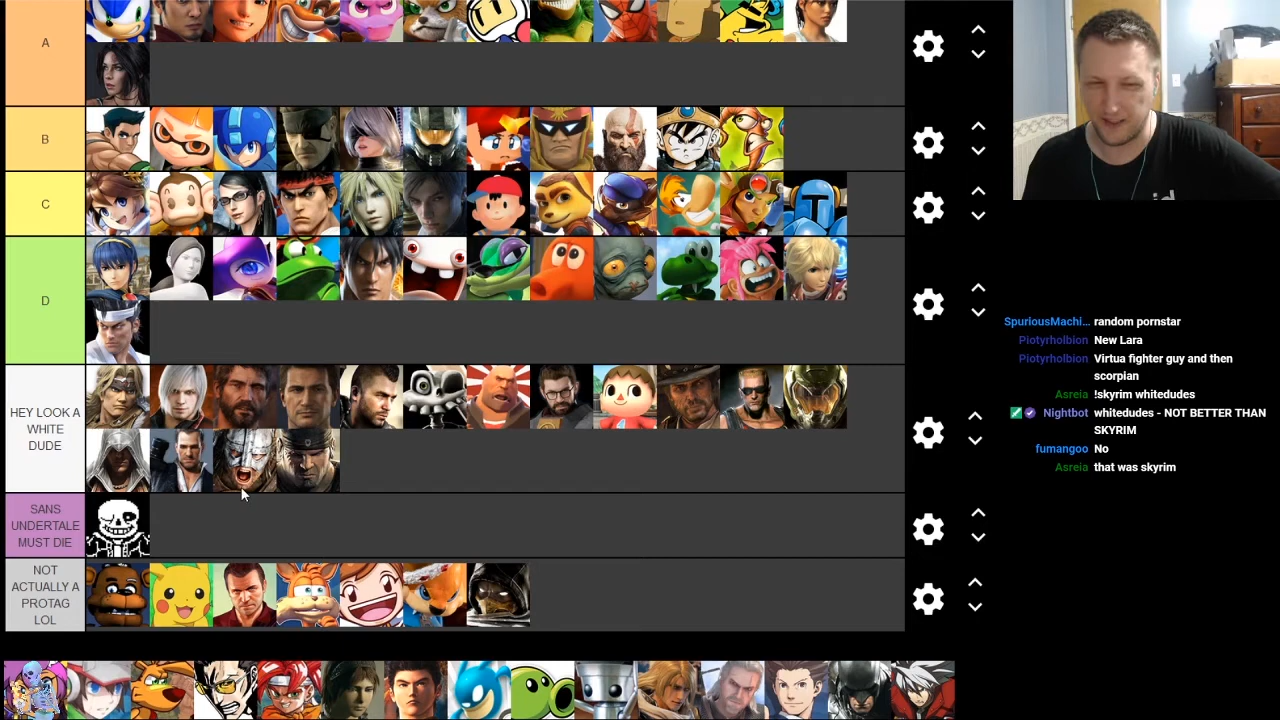 A
B
C
D
HEY LOOK A
WHITE
DUDE
SANS
UNDERTALE
MUST DIE
NOT
ACTUALLY A
PROTAG
LOL
SpuriousMachi... random pornstar
Piotyrholbion New Lara
Piotyrholbion Virtua fighter guy and then
scorpian
Asreia !skyrim whitedudes
Nightbot whitedudes - NOT BETTER THAN
SKYRIM
fumangoo No
Asreia that was skyrim